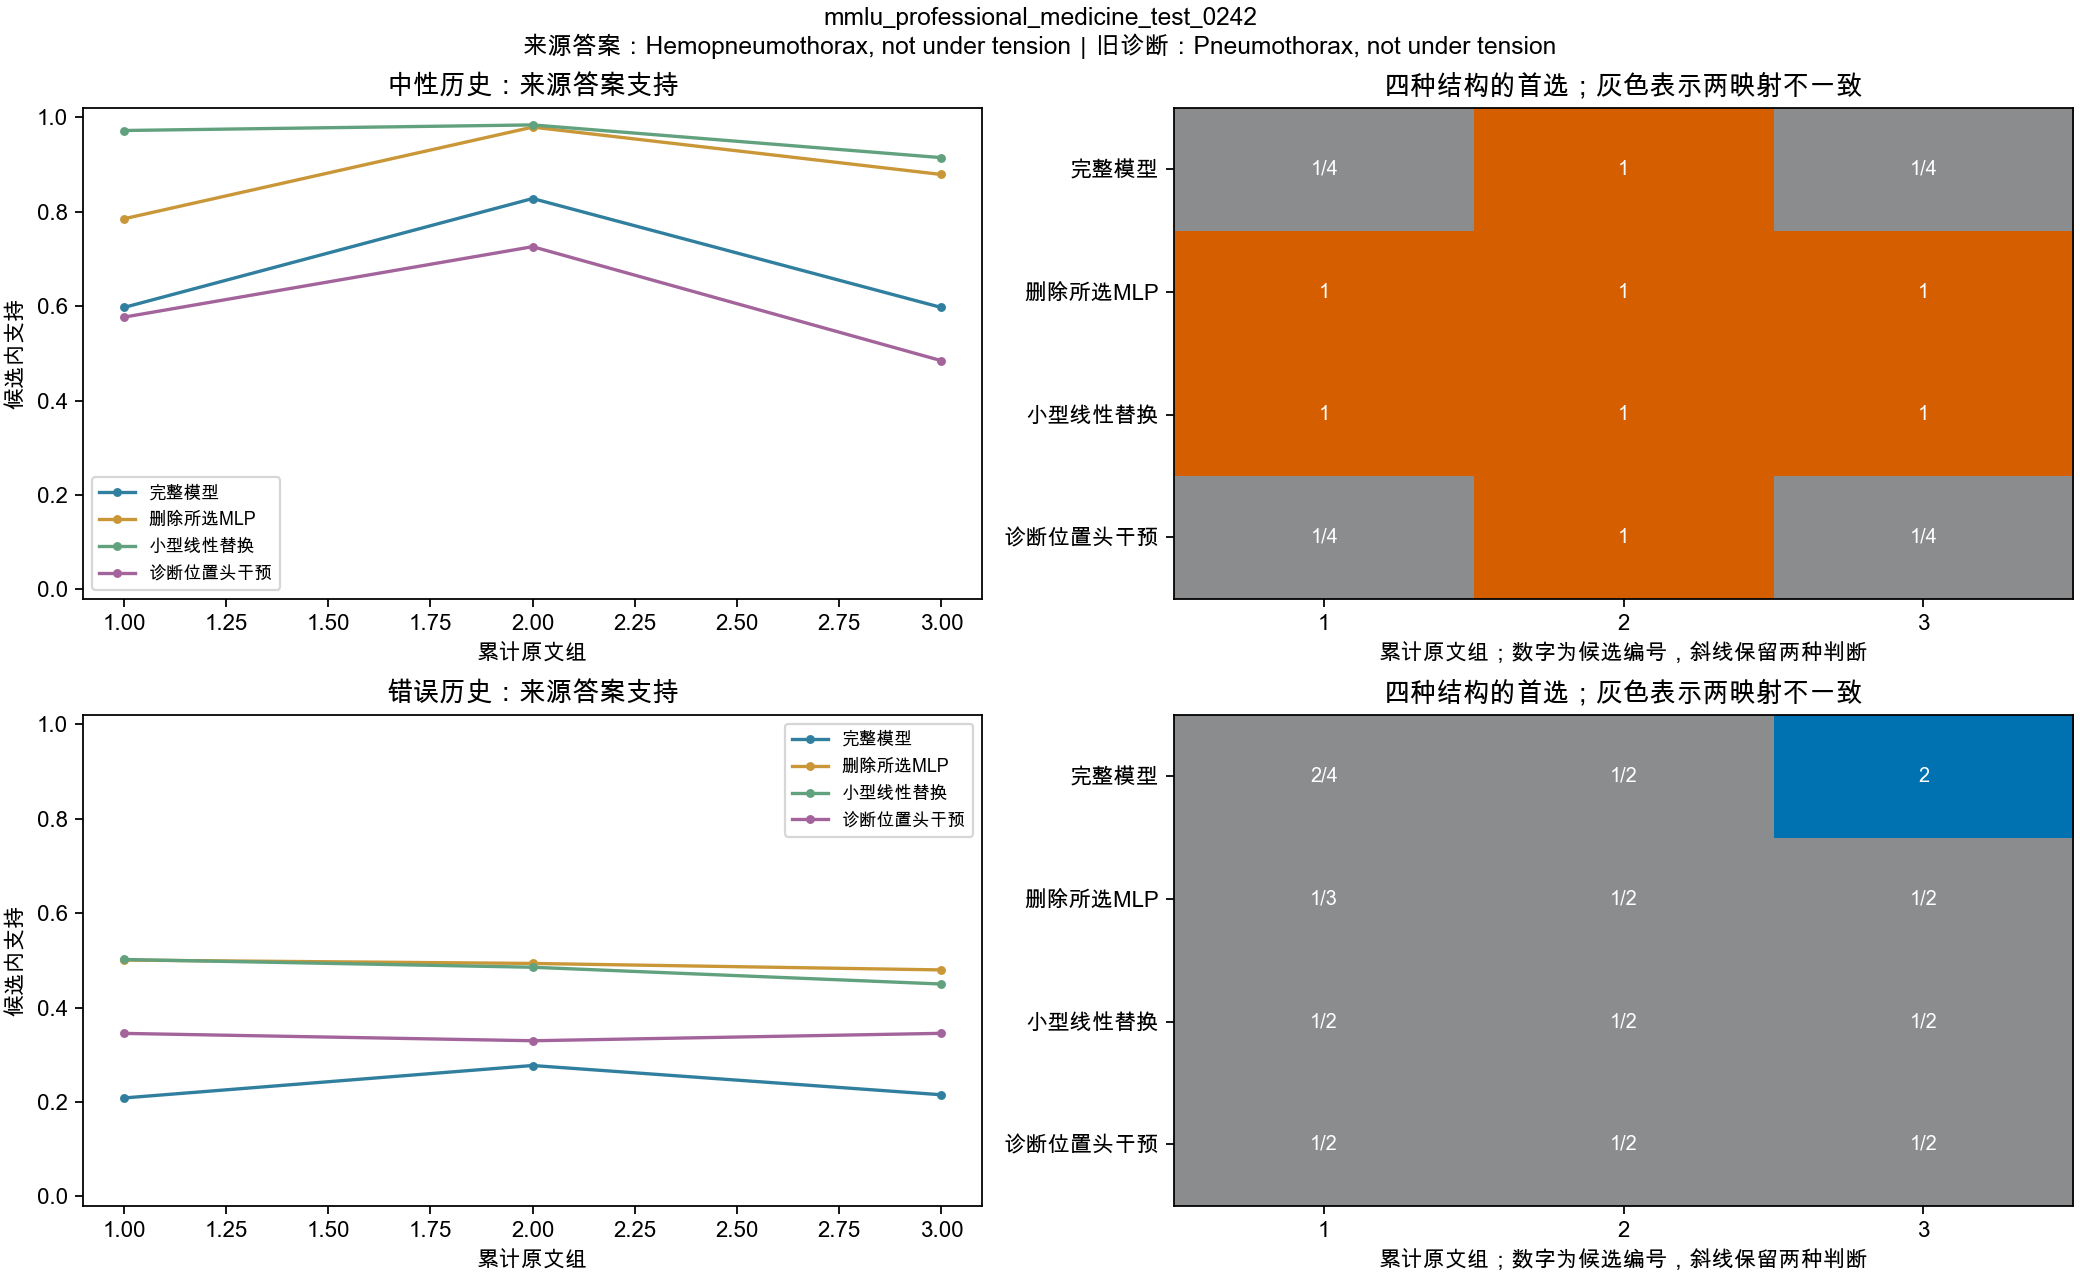 mmlu_professional_medicine_test_0242
来源答案：Hemopneumothorax, not under tension | 旧诊断：Pneumothorax, not under tension
中性历史：来源答案支持
候选内支持
1.0
0.8
0.6
0.4
0.2
0.0
完整模型
删除所选MLP
小型线性替换
诊断位置头干预
1.00 1.25 1.50 1.75 2.00 2.25 2.50 2.75 3.00
累计原文组
四种结构的首选；灰色表示两映射不一致
完整模型 1/4 1 1/4
删除所选MLP 1 1 1
小型线性替换 1 1 1
诊断位置头干预 1/4 1 1/4
1 2 3
累计原文组；数字为候选编号，斜线保留两种判断
错误历史：来源答案支持
候选内支持
1.0
0.8
0.6
0.4
0.2
0.0
完整模型
删除所选MLP
小型线性替换
诊断位置头干预
1.00 1.25 1.50 1.75 2.00 2.25 2.50 2.75 3.00
累计原文组
四种结构的首选；灰色表示两映射不一致
完整模型 2/4 1/2 2
删除所选MLP 1/3 1/2 1/2
小型线性替换 1/2 1/2 1/2
诊断位置头干预 1/2 1/2 1/2
1 2 3
累计原文组；数字为候选编号，斜线保留两种判断